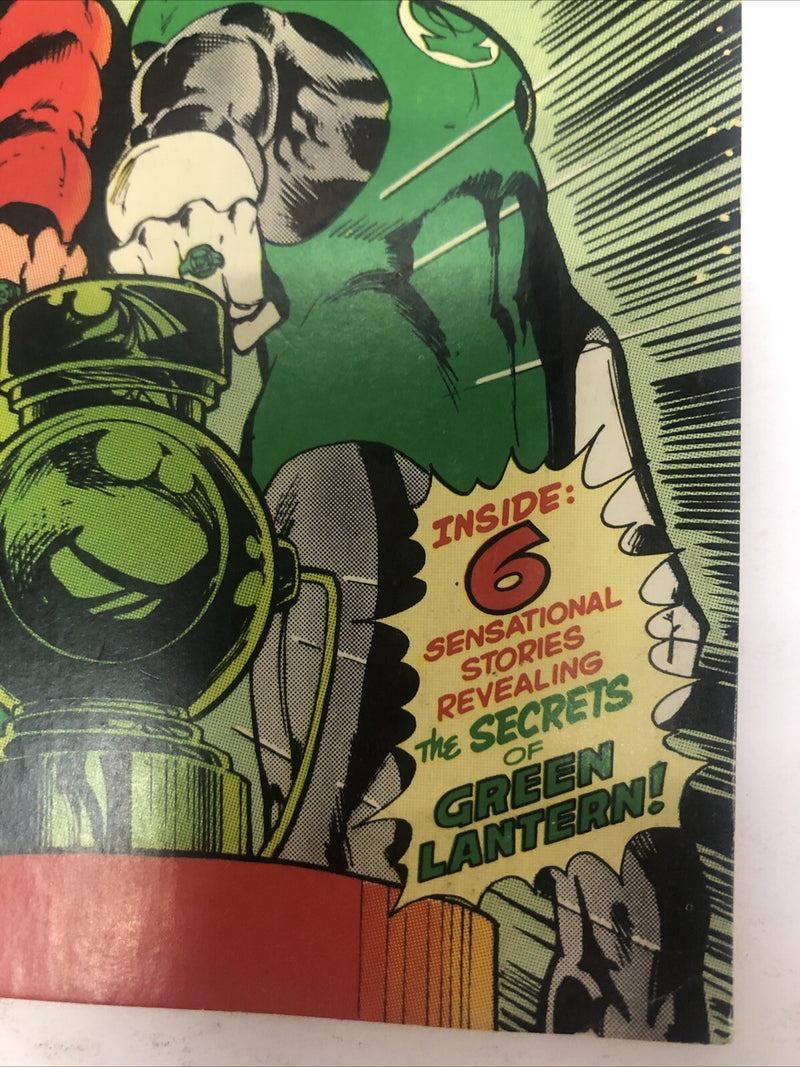 INSIDE:
6
SENSATIONAL
STORIES
REVEALING
THE SECRETS
OF
GREEN
LANTERN!